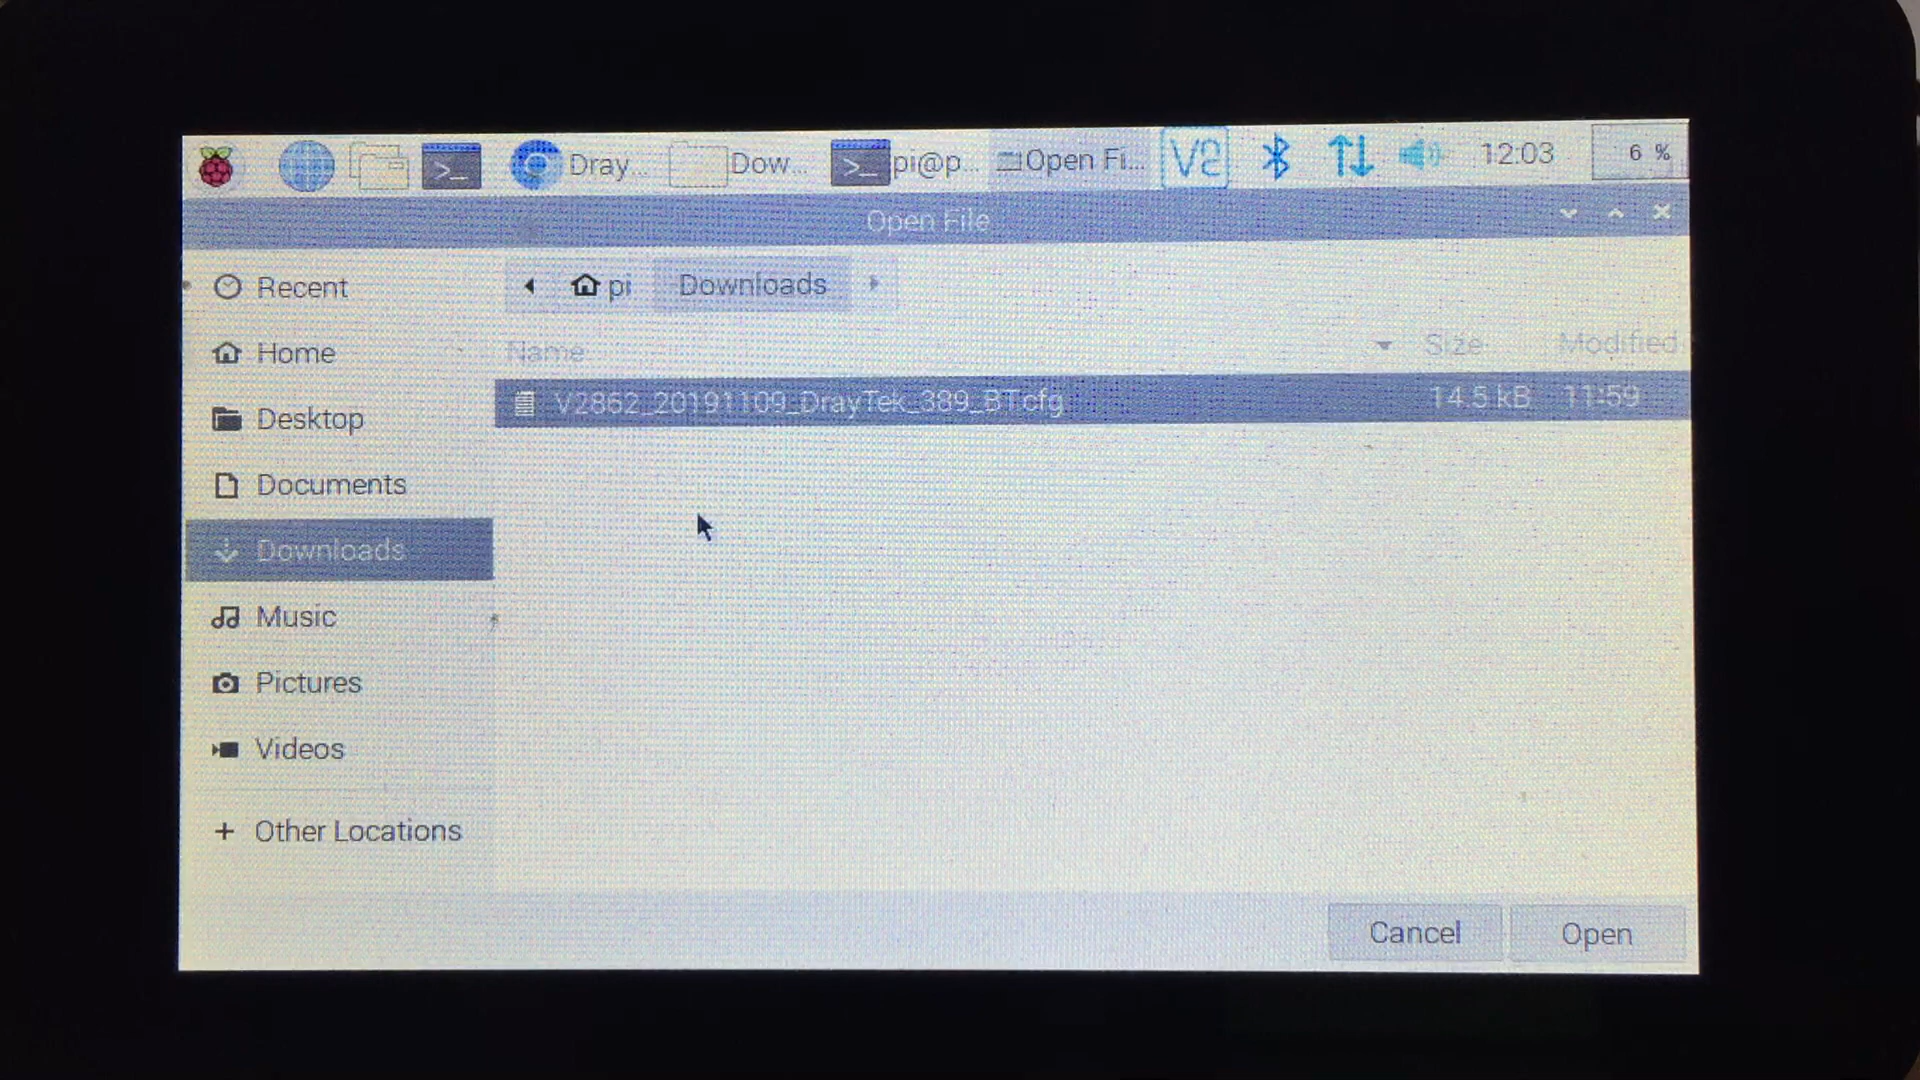 Dray... Dow... pi@p... Open Fi... V2 12:03 6 %
Open File
Recent
Home
Desktop
Documents
Downloads
Music
Pictures
Videos
Other Locations
pi Downloads
Name Size Modified
V2862_20191109_DrayTek_389_BT.cfg 14.5 kB 11:59
Cancel Open